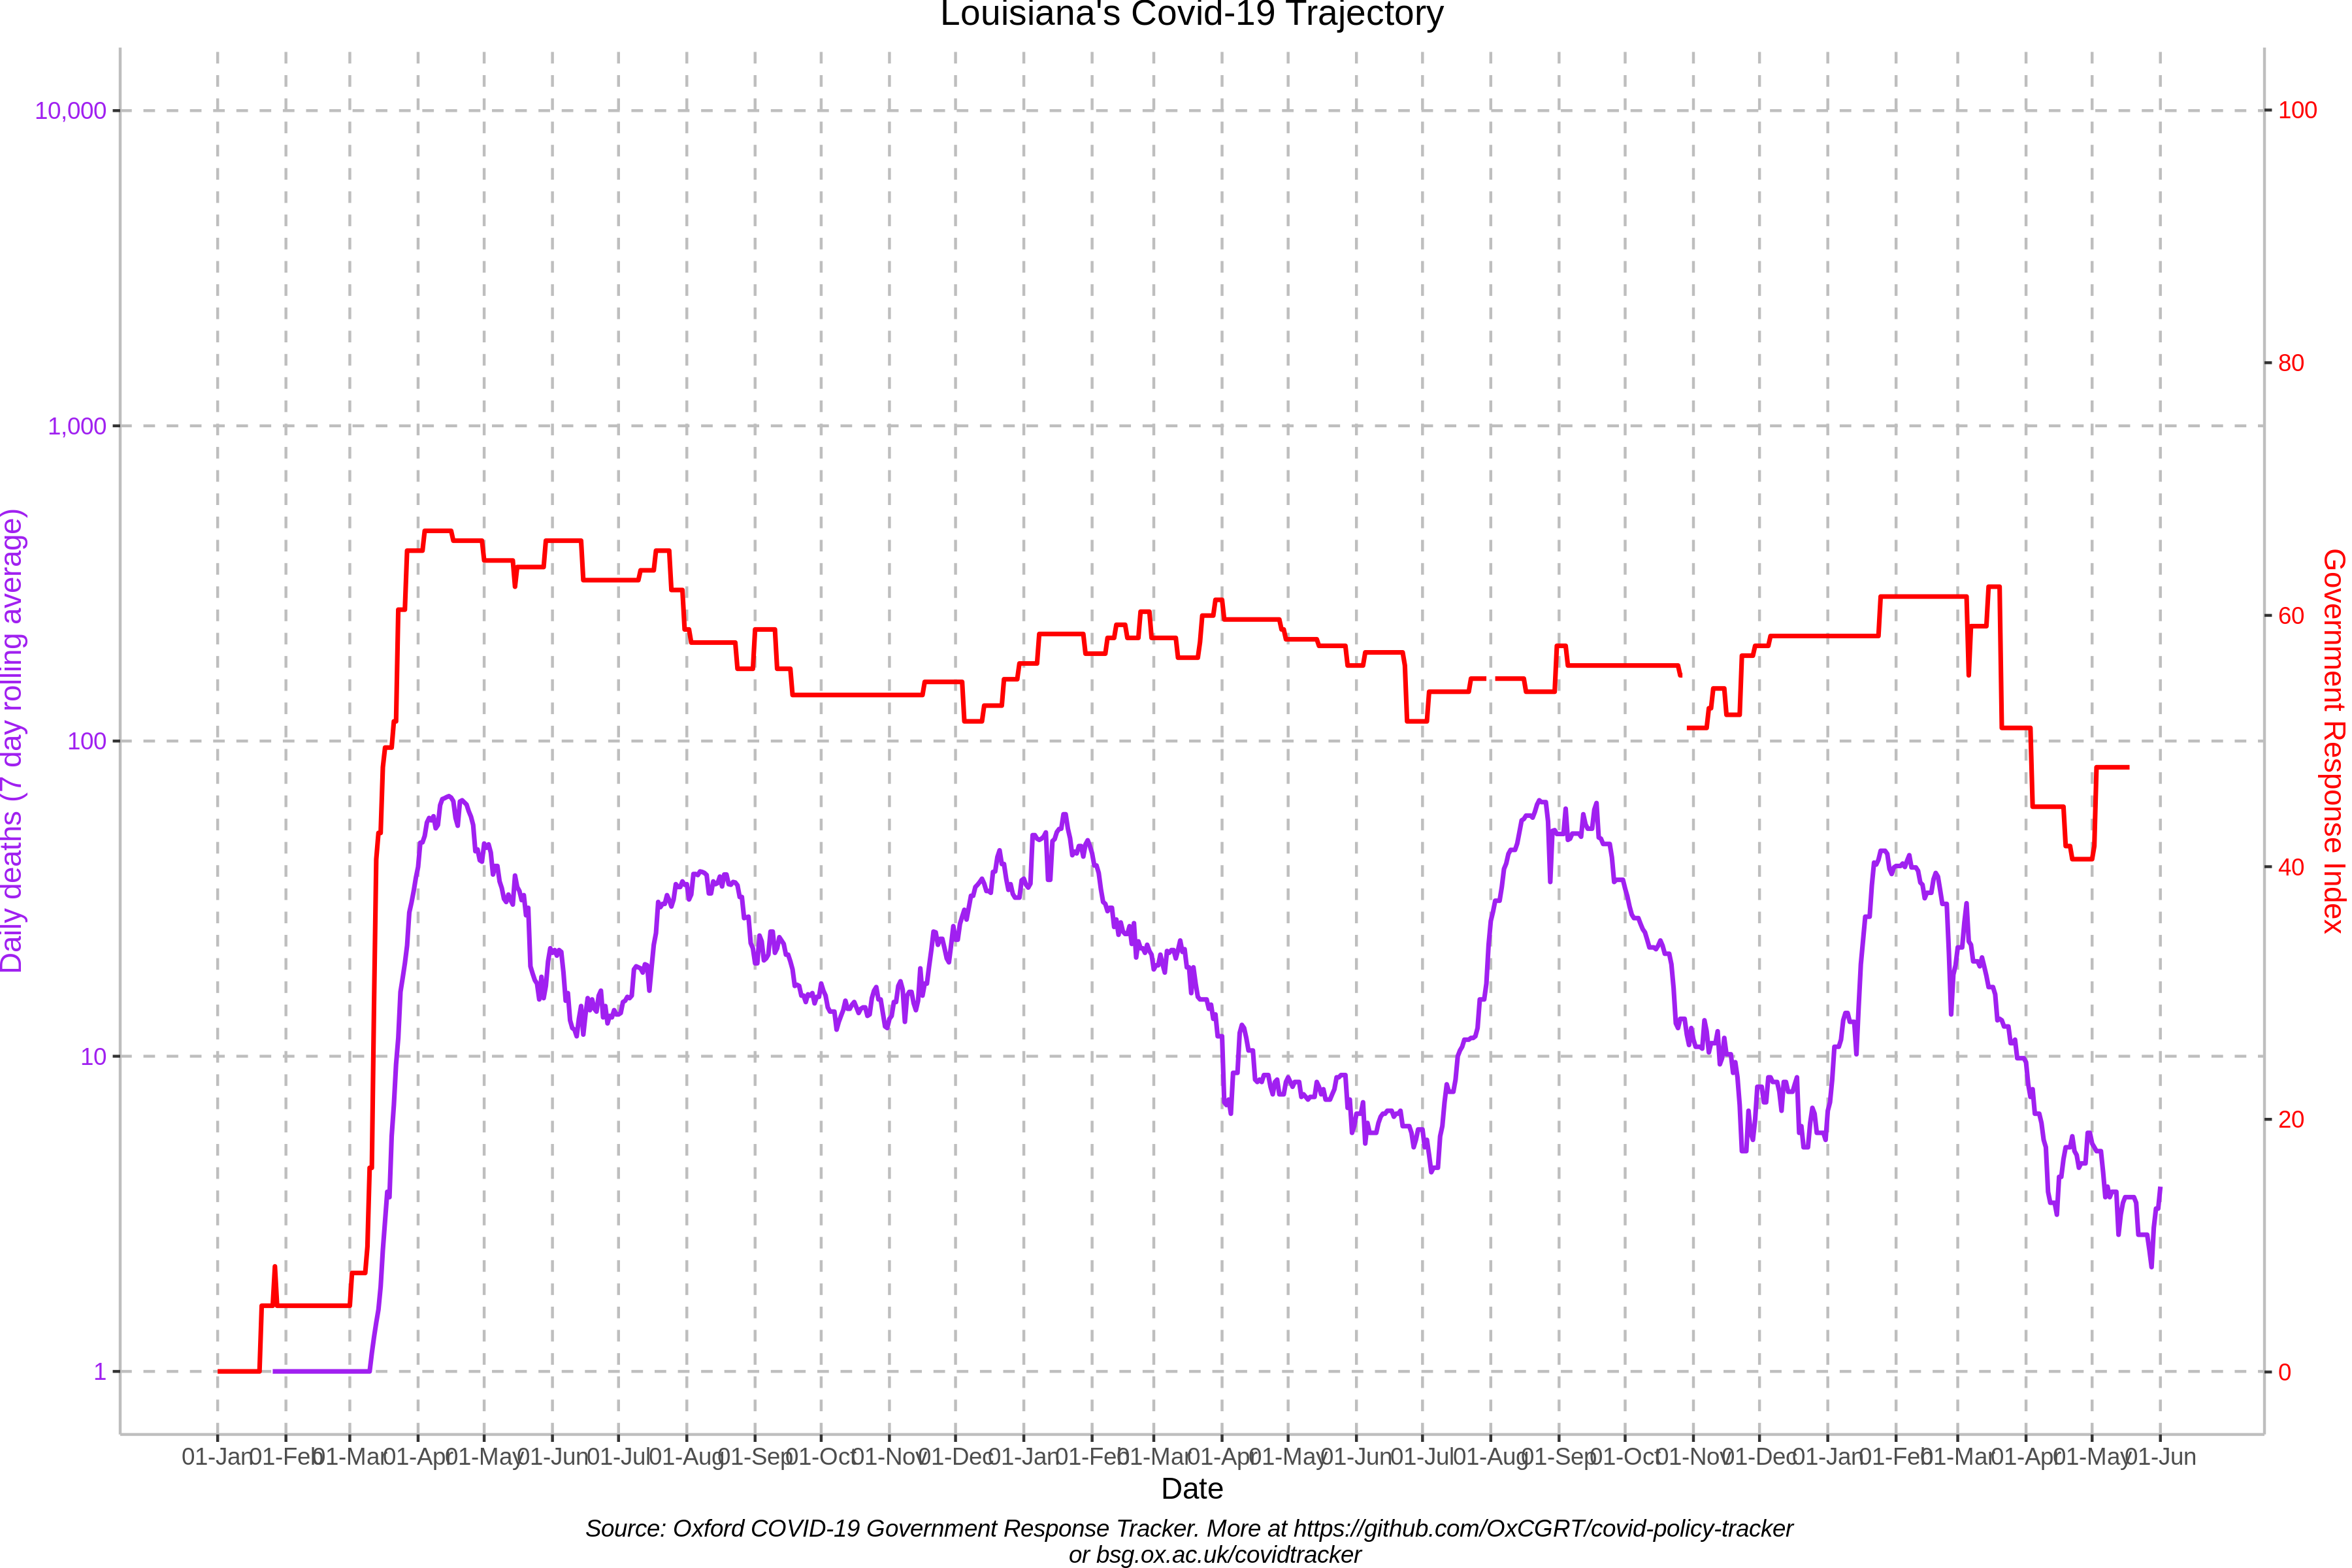 Louisiana's Covid-19 Trajectory
10,000
1,000
100
10
1
Daily deaths (7 day rolling average)
100
80
60
40
20
0
Government Response Index
01-Jan 01-Feb 01-Mar 01-Apr 01-May 01-Jun 01-Jul 01-Aug 01-Sep 01-Oct 01-Nov 01-Dec 01-Jan 01-Feb 01-Mar 01-Apr 01-May 01-Jun 01-Jul 01-Aug 01-Sep 01-Oct 01-Nov 01-Dec 01-Jan 01-Feb 01-Mar 01-Apr 01-May 01-Jun
Date
Source: Oxford COVID-19 Government Response Tracker. More at https://github.com/OxCGRT/covid-policy-tracker
or bsg.ox.ac.uk/covidtracker